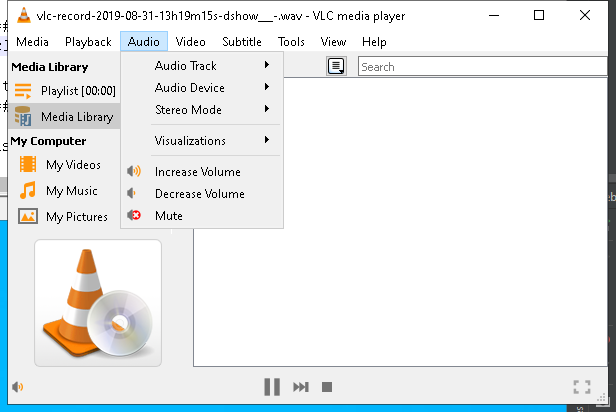 vlc-record-2019-08-31-13h19m15s-dshow__-.wav - VLC media player
Media Playback Audio Video Subtitle Tools View Help
Media Library
Playlist [00:00]
Media Library
My Computer
My Videos
My Music
My Pictures
Audio Track
Audio Device
Stereo Mode
Visualizations
Increase Volume
Decrease Volume
Mute
Search